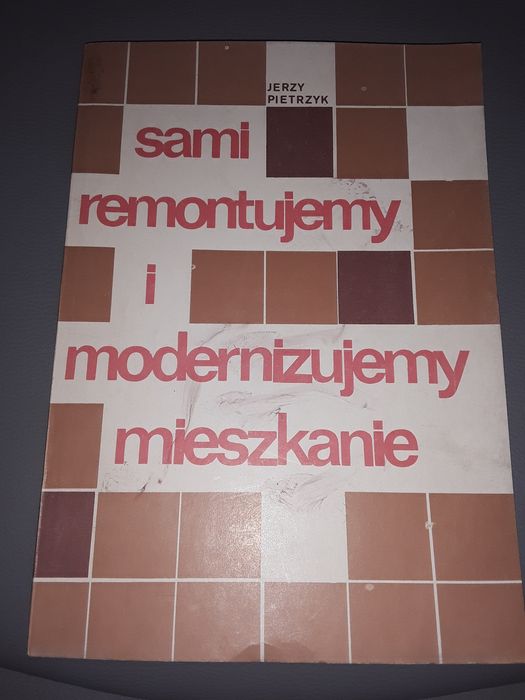 JERZY
PIETRZYK
sami
remontujemy
i
modernizujemy
mieszkanie